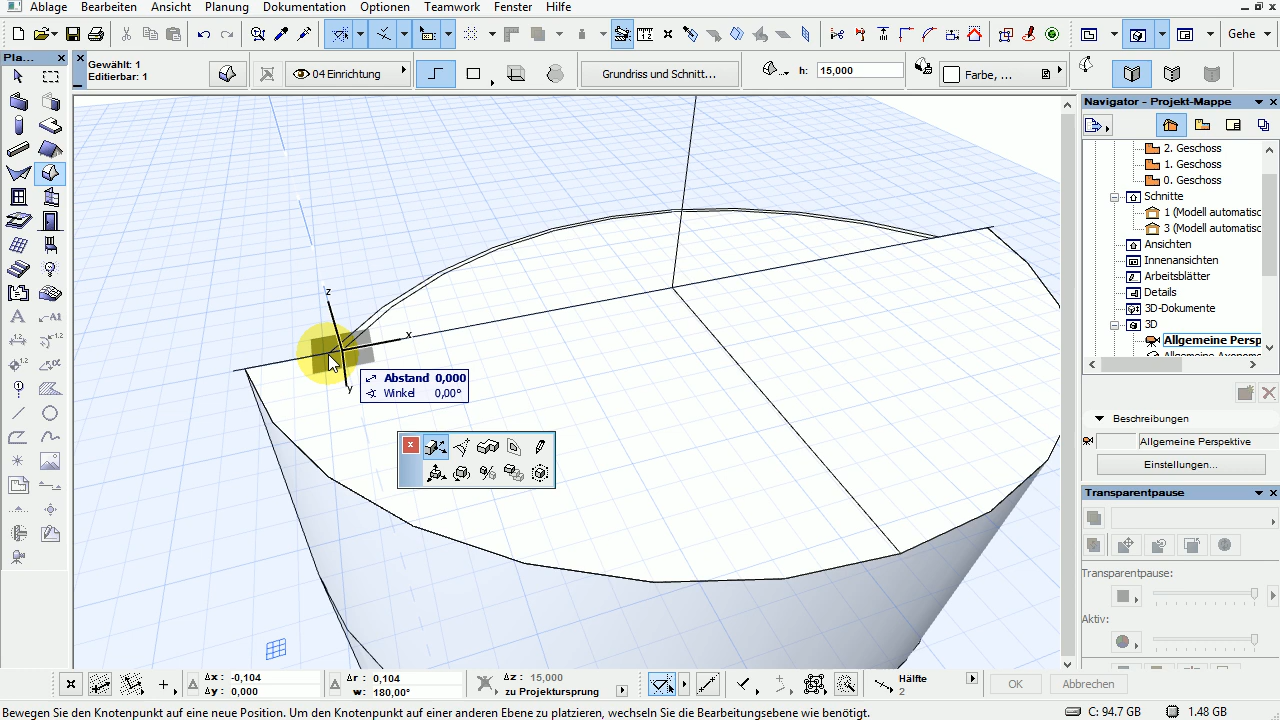 Ablage Bearbeiten Ansicht Planung Dokumentation Optionen Teamwork Fenster Hilfe
Gehe
Pla...
Gewählt: 1
Editierbar: 1
04 Einrichtung
Grundriss und Schnitt...
h:
15,000
Farbe, ...
Navigator - Projekt-Mappe
2. Geschoss
1. Geschoss
0. Geschoss
Schnitte
1 (Modell automatisc
3 (Modell automatisc
Ansichten
Innenansichten
Arbeitsblätter
Details
3D-Dokumente
3D
Allgemeine Persp
Allgemeine Axonome
Beschreibungen
Allgemeine Perspektive
Einstellungen...
Transparentpause
Transparentpause:
Aktiv:
z
x
y
Abstand 0,000
Winkel 0,00°
A1
1.2
Δx: -0,104
Δy: 0,000
Δr: 0,104
w: 180,00°
Δz: 15,000
zu Projektursprung
Hälfte
2
OK
Abbrechen
Bewegen Sie den Knotenpunkt auf eine neue Position. Um den Knotenpunkt auf einer anderen Ebene zu platzieren, wechseln Sie die Bearbeitungsebene wie benötigt.
C: 94.7 GB
1.48 GB